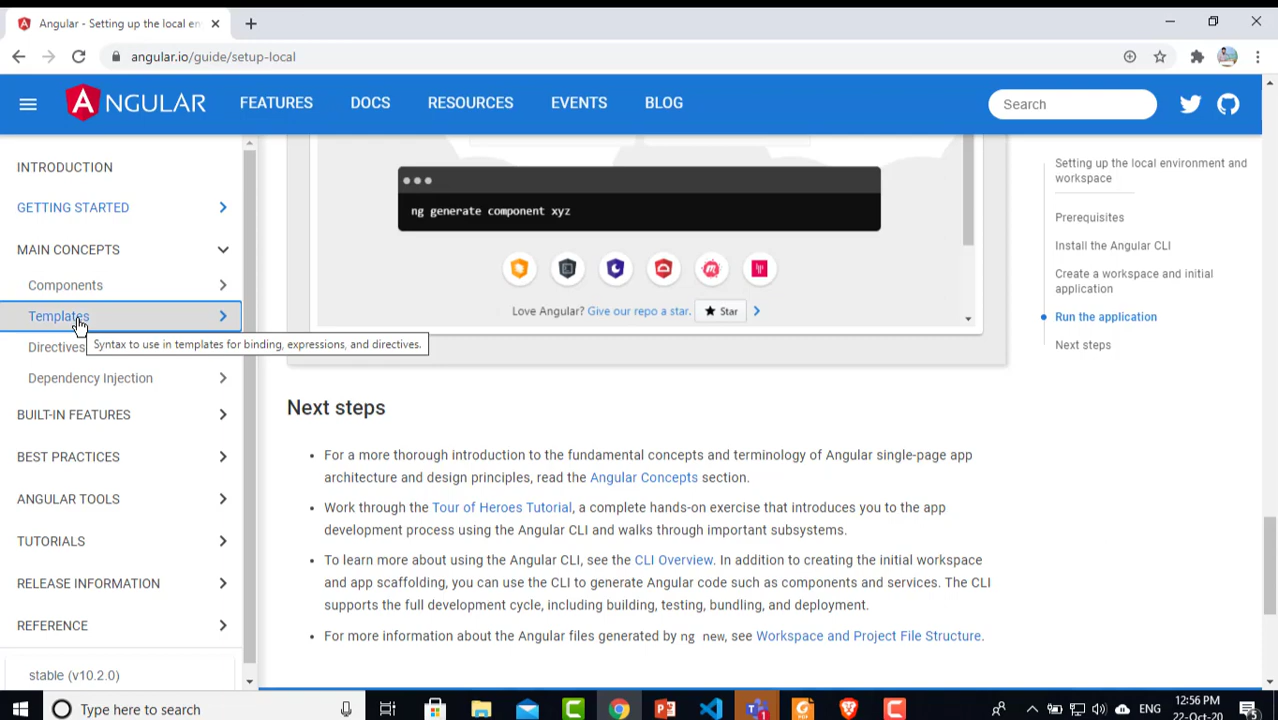 Angular - Setting up the local en
angular.io/guide/setup-local
ANGULAR
FEATURES
DOCS
RESOURCES
EVENTS
BLOG
Search
INTRODUCTION
GETTING STARTED
MAIN CONCEPTS
Components
Templates
Syntax to use in templates for binding, expressions, and directives.
Directives
Dependency Injection
BUILT-IN FEATURES
BEST PRACTICES
ANGULAR TOOLS
TUTORIALS
RELEASE INFORMATION
REFERENCE
stable (v10.2.0)
ng generate component xyz
Love Angular? Give our repo a star.
Star
Next steps
• For a more thorough introduction to the fundamental concepts and terminology of Angular single-page app
architecture and design principles, read the Angular Concepts section.
• Work through the Tour of Heroes Tutorial, a complete hands-on exercise that introduces you to the app
development process using the Angular CLI and walks through important subsystems.
• To learn more about using the Angular CLI, see the CLI Overview. In addition to creating the initial workspace
and app scaffolding, you can use the CLI to generate Angular code such as components and services. The CLI
supports the full development cycle, including building, testing, bundling, and deployment.
• For more information about the Angular files generated by ng new, see Workspace and Project File Structure.
Setting up the local environment and
workspace
Prerequisites
Install the Angular CLI
Create a workspace and initial
application
Run the application
Next steps
Type here to search
ENG
12:56 PM
22-Oct-20
5